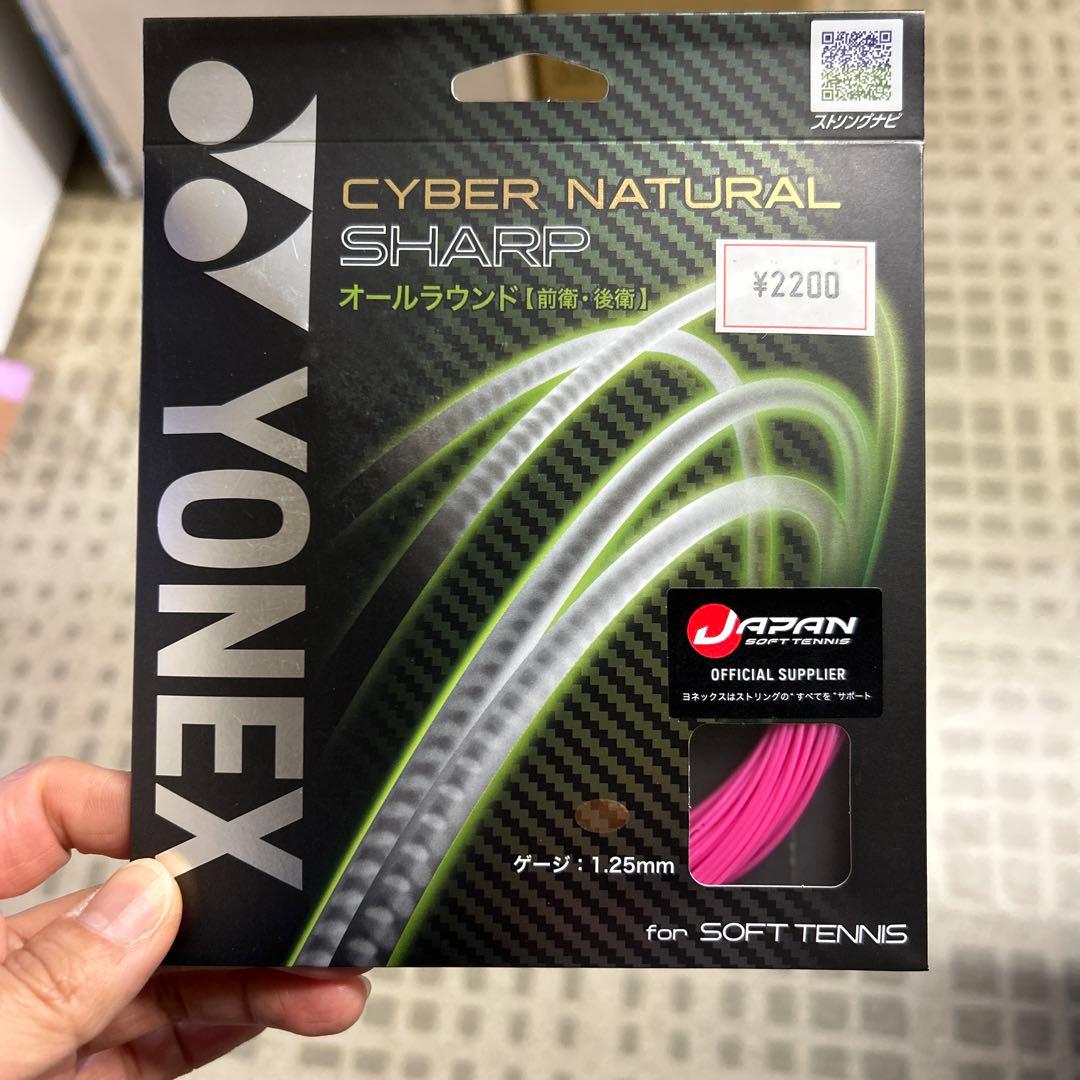 ストリングナビ
CYBER NATURAL
SHARP
オールラウンド【前衛・後衛】
¥2200
YONEX
JAPAN
SOFT TENNIS
OFFICIAL SUPPLIER
ヨネックスはストリングの"すべてを"サポート
ゲージ：1.25mm
for SOFT TENNIS